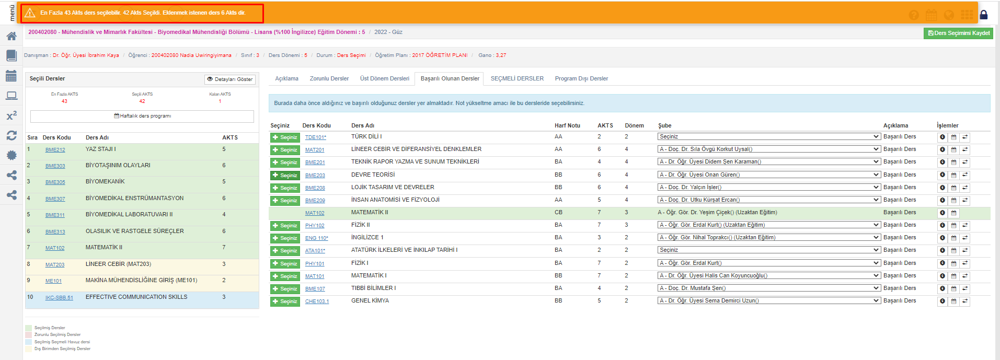 menü
En Fazla 43 Akts ders seçilebilir. 42 Akts Seçildi. Eklenmek istenen ders 6 Akts dir.
200402080 - Mühendislik ve Mimarlık Fakültesi - Biyomedikal Mühendisliği Bölümü - Lisans (%100 İngilizce) Eğitim Dönemi : 5 / 2022 - Güz
Ders Seçimimi Kaydet
Danışman : Dr. Öğr. Üyesi İbrahim Kaya / Öğrenci : 200402080 Nadia Uwiringiyimana / Sınıf : 3 / Ders Dönemi : 5 / Durum : Ders Seçimi / Öğretim Planı : 2017 ÖĞRETİM PLANI / Gano : 3.27
Seçili Dersler
Detayları Göster
En Fazla AKTS Seçili AKTS Kalan AKTS
43 42 1
Haftalık ders programı
Sıra Ders Kodu Ders Adı AKTS
1 BME212 YAZ STAJI I 5
2 BME303 BİYOTAŞINIM OLAYLARI 6
3 BME305 BİYOMEKANİK 5
4 BME307 BİYOMEDİKAL ENSTRÜMANTASYON 6
5 BME311 BİYOMEDİKAL LABORATUVARI II 4
6 BME313 OLASILIK VE RASTGELE SÜREÇLER 6
7 MAT102 MATEMATİK II 7
8 MAT203 LİNEER CEBİR (MAT203) 3
9 ME101 MAKİNA MÜHENDİSLİĞİNE GİRİŞ (ME101) 2
10 IKC-SBB.51 EFFECTIVE COMMUNICATION SKILLS 3
Seçilmiş Dersler
Zorunlu Seçilmiş Dersler
Seçilmiş Seçmeli Havuz dersi
Dış Birimden Seçilmiş Dersler
Açıklama Zorunlu Dersler Üst Dönem Dersleri Başarılı Olunan Dersler SEÇMELİ DERSLER Program Dışı Dersler
Burada daha önce aldığınız ve başarılı olduğunuz dersler yer almaktadır. Not yükseltme amacı ile bu dersleride seçebilirsiniz.
Seçiniz Ders Kodu Ders Adı Harf Notu AKTS Dönem Şube Açıklama İşlemler
Seçiniz TDE101* TÜRK DİLİ I AA 2 2 Seçiniz Başarılı Ders
Seçiniz MAT201 LİNEER CEBİR VE DİFERANSİYEL DENKLEMLER AA 6 4 A - Doç. Dr. Sıla Övgü Korkut Uysal() Başarılı Ders
Seçiniz BME201 TEKNİK RAPOR YAZMA VE SUNUM TEKNİKLERİ BA 4 4 A - Dr. Öğr. Üyesi Didem Şen Karaman() Başarılı Ders
Seçiniz BME203 DEVRE TEORİSİ BB 6 4 A - Dr. Öğr. Üyesi Onan Güren() Başarılı Ders
Seçiniz BME208 LOJİK TASARIM VE DEVRELER BB 6 4 A - Doç. Dr. Yalçın İşler() Başarılı Ders
Seçiniz BME209 İNSAN ANATOMİSİ VE FİZYOLOJİ AA 5 4 A - Doç. Dr. Utku Kürşat Ercan() Başarılı Ders
MAT102 MATEMATİK II CB 7 3 A - Öğr. Gör. Dr. Yeşim Çiçek() (Uzaktan Eğitim) Başarılı Ders
Seçiniz PHY102 FİZİK II BA 7 3 A - Öğr. Gör. Erdal Kurt() (Uzaktan Eğitim) Başarılı Ders
Seçiniz ENG 110* İNGİLİZCE 1 BA 3 2 A - Öğr. Gör. Nihal Toprakcı() (Uzaktan Eğitim) Başarılı Ders
Seçiniz ATA101* ATATÜRK İLKELERİ VE İNKILAP TARİHİ I BA 2 2 Seçiniz Başarılı Ders
Seçiniz PHY101 FİZİK I BA 7 2 A - Öğr. Gör. Erdal Kurt() Başarılı Ders
Seçiniz MAT101 MATEMATİK I BB 7 2 A - Dr. Öğr. Üyesi Halis Can Koyuncuoğlu() Başarılı Ders
Seçiniz BME107 TIBBİ BİLİMLER I BA 4 2 A - Doç. Dr. Mustafa Şen() Başarılı Ders
Seçiniz CHE103.1 GENEL KİMYA BB 5 2 A - Dr. Öğr. Üyesi Sema Demirci Uzun() Başarılı Ders